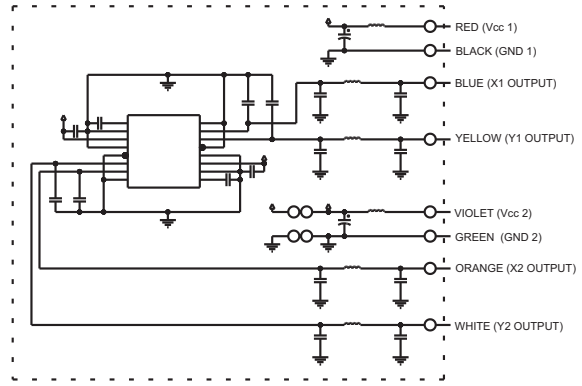 RED (Vcc 1)
BLACK (GND 1)
BLUE (X1 OUTPUT)
YELLOW (Y1 OUTPUT)
VIOLET (Vcc 2)
GREEN (GND 2)
ORANGE (X2 OUTPUT)
WHITE (Y2 OUTPUT)